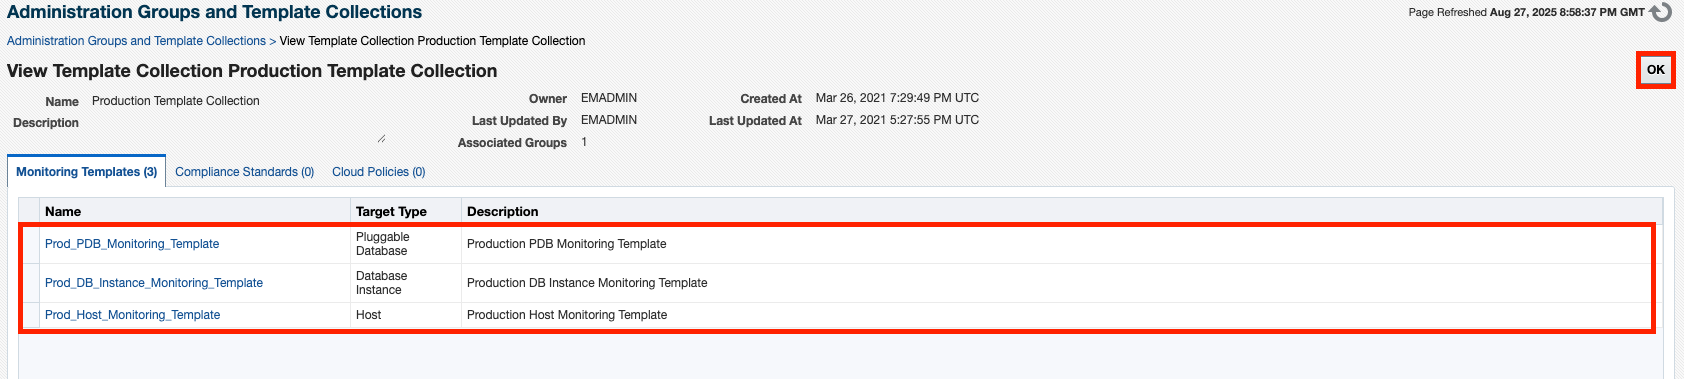 Administration Groups and Template Collections
Page Refreshed Aug 27, 2025 8:58:37 PM GMT
Administration Groups and Template Collections > View Template Collection Production Template Collection
View Template Collection Production Template Collection
OK
Name Production Template Collection
Description
Owner EMADMIN
Last Updated By EMADMIN
Associated Groups 1
Created At Mar 26, 2021 7:29:49 PM UTC
Last Updated At Mar 27, 2021 5:27:55 PM UTC
Monitoring Templates (3) Compliance Standards (0) Cloud Policies (0)
Name Target Type Description
Prod_PDB_Monitoring_Template Pluggable Database Production PDB Monitoring Template
Prod_DB_Instance_Monitoring_Template Database Instance Production DB Instance Monitoring Template
Prod_Host_Monitoring_Template Host Production Host Monitoring Template